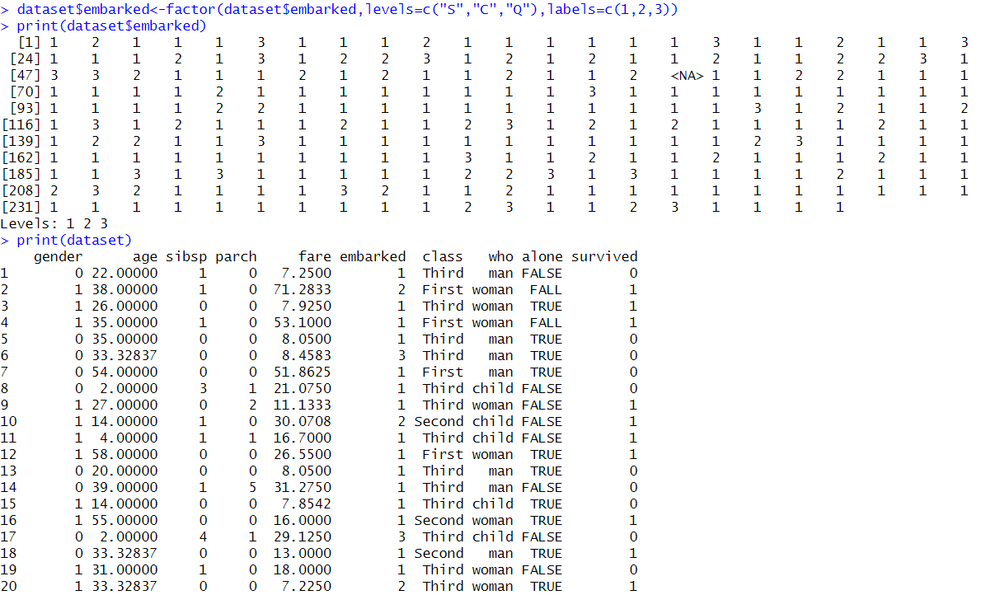 > dataset$embarked<-factor(dataset$embarked,levels=c("S","C","Q"),labels=c(1,2,3))
> print(dataset$embarked)
[1] 1 2 1 1 1 3 1 1 1 2 1 1 1 1 1 1 3 1 1 2 1 1 3
[24] 1 1 1 2 1 3 1 2 2 3 1 2 1 2 1 1 2 1 1 2 2 3 1
[47] 3 3 2 1 1 1 2 1 2 1 1 2 1 1 2 <NA> 1 1 2 2 1 1 1
[70] 1 1 1 1 2 1 1 1 1 1 1 1 1 3 1 1 1 1 1 1 1 1 1
[93] 1 1 1 1 2 2 1 1 1 1 1 1 1 1 1 1 1 3 1 2 1 1 2
[116] 1 3 1 2 1 1 1 2 1 1 2 3 1 2 1 2 1 1 1 1 2 1 1
[139] 1 2 2 1 1 3 1 1 1 1 1 1 1 1 1 1 1 2 3 1 1 1 1
[162] 1 1 1 1 1 1 1 1 1 1 3 1 1 2 1 1 2 1 1 1 2 1 1
[185] 1 1 3 1 3 1 1 1 1 1 2 2 3 1 3 1 1 1 1 2 1 1 1
[208] 2 3 2 1 1 1 1 3 2 1 1 2 1 1 1 1 1 1 1 1 1 1 1
[231] 1 1 1 1 1 1 1 1 1 1 2 3 1 1 2 3 1 1 1 1
Levels: 1 2 3
> print(dataset)
gender age sibsp parch fare embarked class who alone survived
1 0 22.00000 1 0 7.2500 1 Third man FALSE 0
2 1 38.00000 1 0 71.2833 2 First woman FALL 1
3 1 26.00000 0 0 7.9250 1 Third woman TRUE 1
4 1 35.00000 1 0 53.1000 1 First woman FALL 1
5 0 35.00000 0 0 8.0500 1 Third man TRUE 0
6 0 33.32837 0 0 8.4583 3 Third man TRUE 0
7 0 54.00000 0 0 51.8625 1 First man TRUE 0
8 0 2.00000 3 1 21.0750 1 Third child FALSE 0
9 1 27.00000 0 2 11.1333 1 Third woman FALSE 1
10 1 14.00000 1 0 30.0708 2 Second child FALSE 1
11 1 4.00000 1 1 16.7000 1 Third child FALSE 1
12 1 58.00000 0 0 26.5500 1 First woman TRUE 1
13 0 20.00000 0 0 8.0500 1 Third man TRUE 0
14 0 39.00000 1 5 31.2750 1 Third man FALSE 0
15 1 14.00000 0 0 7.8542 1 Third child TRUE 0
16 1 55.00000 0 0 16.0000 1 Second woman TRUE 1
17 0 2.00000 4 1 29.1250 3 Third child FALSE 0
18 0 33.32837 0 0 13.0000 1 Second man TRUE 1
19 1 31.00000 1 0 18.0000 1 Third woman FALSE 0
20 1 33.32837 0 0 7.2250 2 Third woman TRUE 1